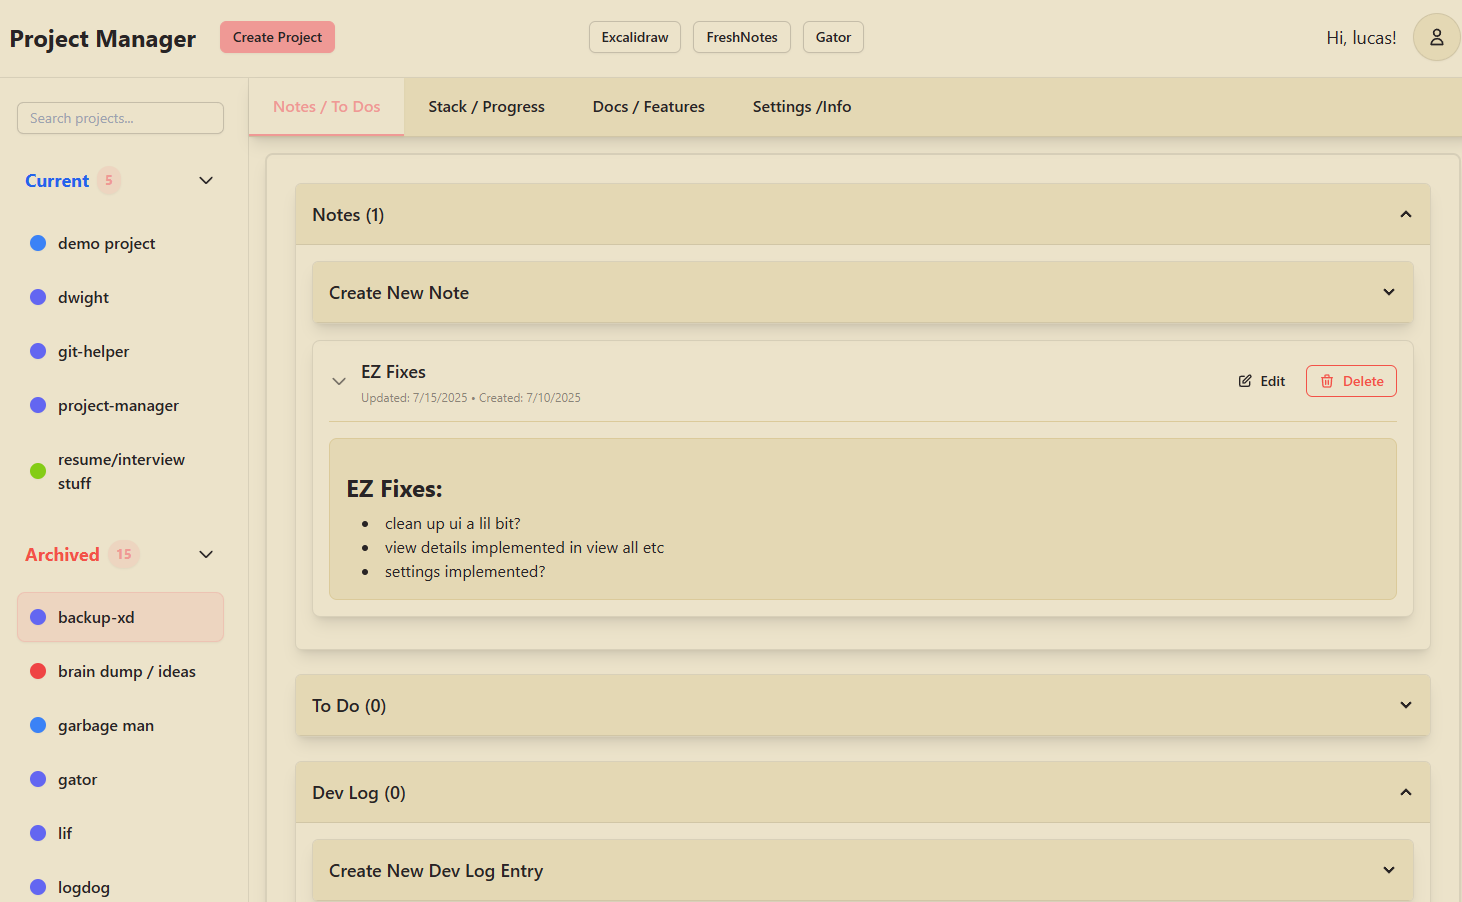 Project Manager
Create Project
Excalidraw
FreshNotes
Gator
Hi, lucas!
Search projects...
Current 5
demo project
dwight
git-helper
project-manager
resume/interview
stuff
Archived 15
backup-xd
brain dump / ideas
garbage man
gator
lif
logdog
Notes / To Dos
Stack / Progress
Docs / Features
Settings /Info
Notes (1)
Create New Note
EZ Fixes
Updated: 7/15/2025 • Created: 7/10/2025
Edit
Delete
EZ Fixes:
• clean up ui a lil bit?
• view details implemented in view all etc
• settings implemented?
To Do (0)
Dev Log (0)
Create New Dev Log Entry